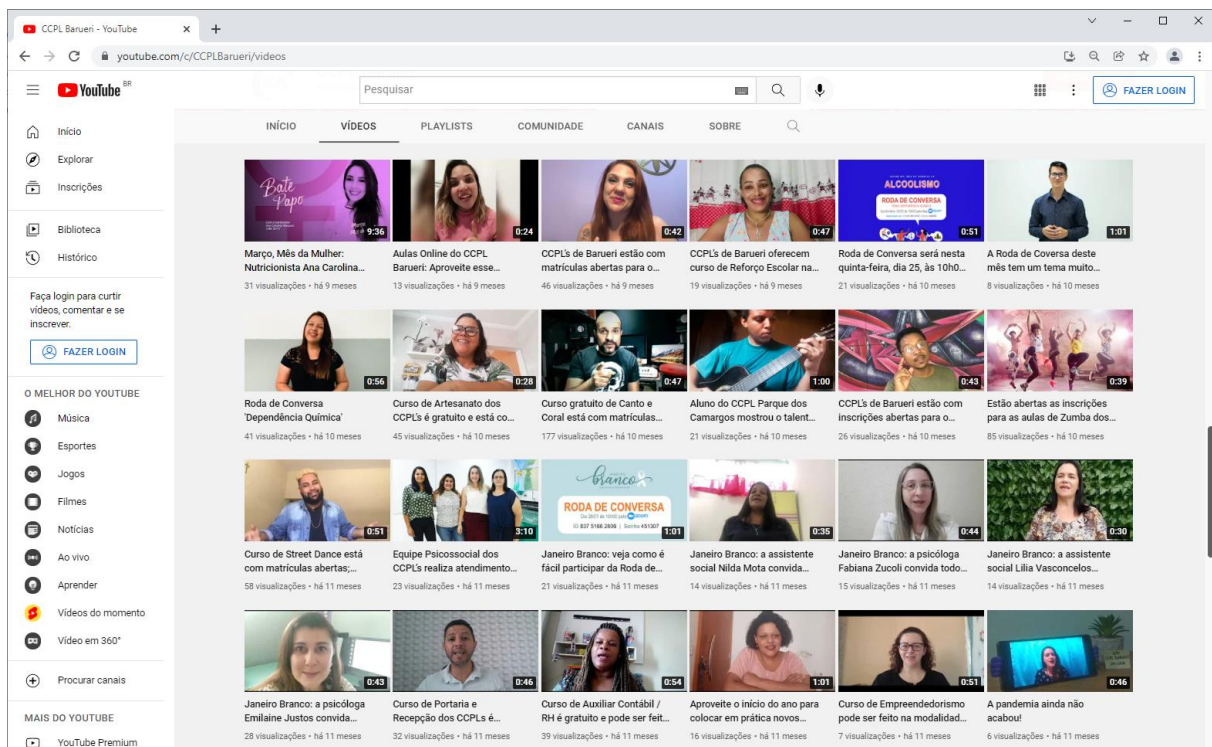 CCPL Barueri - YouTube
youtube.com/c/CCPLBarueri/videos
YouTube BR
Pesquisar
FAZER LOGIN
INÍCIO VÍDEOS PLAYLISTS COMUNIDADE CANAIS SOBRE
Início
Explorar
Inscrições
Biblioteca
Histórico
Faça login para curtir
vídeos, comentar e se
inscrever.
FAZER LOGIN
O MELHOR DO YOUTUBE
Música
Esportes
Jogos
Filmes
Notícias
Ao vivo
Aprender
Vídeos do momento
Vídeo em 360°
Procurar canais
MAIS DO YOUTUBE
YouTube Premium
Bate
Papo
9:36
Março, Mês da Mulher:
Nutricionista Ana Carolina...
31 visualizações • há 9 meses
0:24
Aulas Online do CCPL
Barueri: Aproveite esse...
13 visualizações • há 9 meses
0:42
CCPL's de Barueri estão com
matrículas abertas para o...
46 visualizações • há 9 meses
0:47
CCPL's de Barueri oferecem
curso de Reforço Escolar na...
19 visualizações • há 9 meses
ALCOOLISMO
RODA DE CONVERSA
0:51
Roda de Conversa será nesta
quinta-feira, dia 25, às 10h0...
21 visualizações • há 10 meses
1:01
A Roda de Coversa deste
mês tem um tema muito...
8 visualizações • há 10 meses
0:56
Roda de Conversa
'Dependência Química'
41 visualizações • há 10 meses
0:28
Curso de Artesanato dos
CCPL's é gratuito e está co...
45 visualizações • há 10 meses
0:47
Curso gratuito de Canto e
Coral está com matrículas...
177 visualizações • há 10 meses
1:00
Aluno do CCPL Parque dos
Camargos mostrou o talent...
21 visualizações • há 10 meses
0:43
CCPL's de Barueri estão com
inscrições abertas para o...
26 visualizações • há 10 meses
0:39
Estão abertas as inscrições
para as aulas de Zumba dos...
85 visualizações • há 10 meses
0:51
Curso de Street Dance está
com matrículas abertas;...
58 visualizações • há 11 meses
3:10
Equipe Psicossocial dos
CCPL's realiza atendimento...
23 visualizações • há 11 meses
branco
RODA DE CONVERSA
1:01
Janeiro Branco: veja como é
fácil participar da Roda de...
21 visualizações • há 11 meses
0:35
Janeiro Branco: a assistente
social Nilda Mota convida...
14 visualizações • há 11 meses
0:44
Janeiro Branco: a psicóloga
Fabiana Zucoli convida todo...
15 visualizações • há 11 meses
0:30
Janeiro Branco: a assistente
social Lilia Vasconcelos...
14 visualizações • há 11 meses
0:43
Janeiro Branco: a psicóloga
Emilaine Justos convida...
28 visualizações • há 11 meses
0:46
Curso de Portaria e
Recepção dos CCPLs é...
32 visualizações • há 11 meses
0:54
Curso de Auxiliar Contábil /
RH é gratuito e pode ser feit...
39 visualizações • há 11 meses
1:01
Aproveite o início do ano para
colocar em prática novos...
16 visualizações • há 11 meses
0:51
Curso de Empreendedorismo
pode ser feito na modalidad...
7 visualizações • há 11 meses
0:46
A pandemia ainda não
acabou!
6 visualizações • há 11 meses